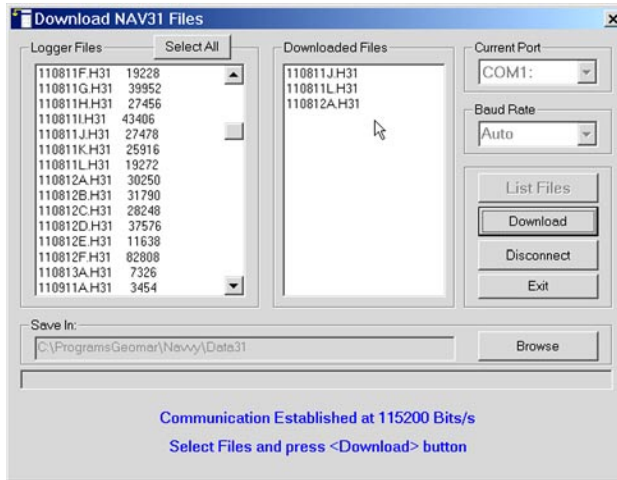 Download NAV31 Files
Logger Files
Select All
110811F.H31 19228
110811G.H31 39952
110811H.H31 27456
110811I.H31 43406
110811J.H31 27478
110811K.H31 25916
110811L.H31 19272
110812A.H31 30250
110812B.H31 31790
110812C.H31 28248
110812D.H31 37576
110812E.H31 11638
110812F.H31 82808
110813A.H31 7326
110911A.H31 3454
Downloaded Files
110811J.H31
110811L.H31
110812A.H31
Current Port
COM1:
Baud Rate
Auto
List Files
Download
Disconnect
Exit
Save In:
C:\ProgramsGeomar\Navvy\Data31
Browse
Communication Established at 115200 Bits/s
Select Files and press <Download> button